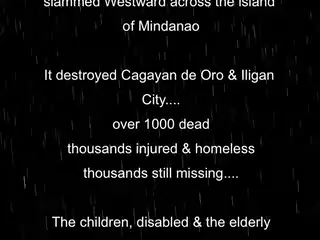 slammed Westward across the island
of Mindanao
It destroyed Cagayan de Oro & Iligan
City....
over 1000 dead
thousands injured & homeless
thousands still missing....
The children, disabled & the elderly